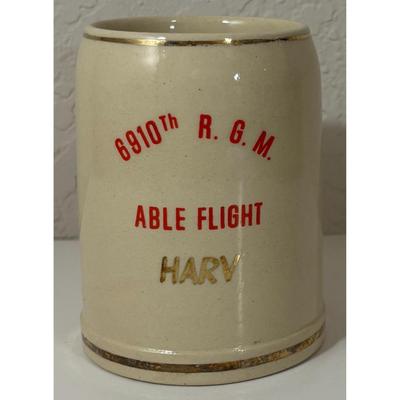 6910Th R. G. M.
ABLE FLIGHT
HARV